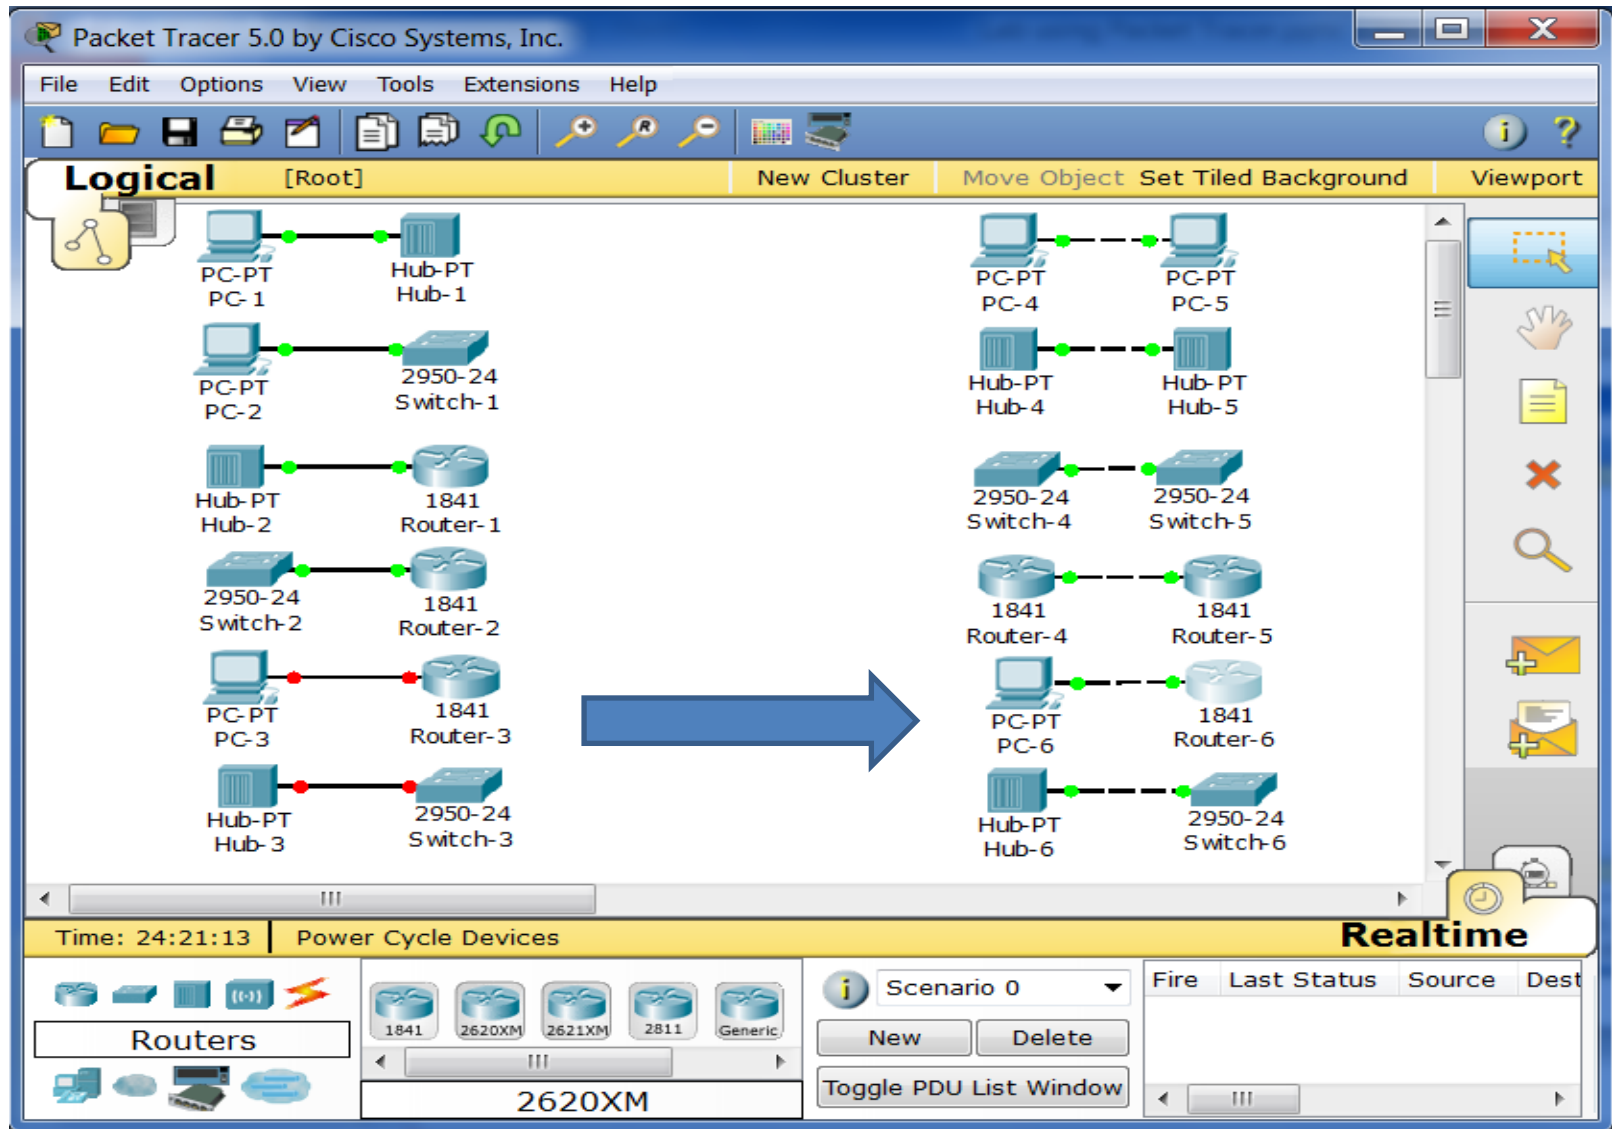 Packet Tracer 5.0 by Cisco Systems, Inc.
File Edit Options View Tools Extensions Help
Logical [Root] New Cluster Move Object Set Tiled Background Viewport
PC-PT
PC-1
Hub-PT
Hub-1
PC-PT
PC-4
PC-PT
PC-5
PC-PT
PC-2
2950-24
Switch-1
Hub-PT
Hub-4
Hub-PT
Hub-5
Hub-PT
Hub-2
1841
Router-1
2950-24
Switch-4
2950-24
Switch-5
2950-24
Switch-2
1841
Router-2
1841
Router-4
1841
Router-5
PC-PT
PC-3
1841
Router-3
PC-PT
PC-6
1841
Router-6
Hub-PT
Hub-3
2950-24
Switch-3
Hub-PT
Hub-6
2950-24
Switch-6
Time: 24:21:13 Power Cycle Devices Realtime
Routers
1841 2620XM 2621XM 2811 Generic
2620XM
Scenario 0
New Delete
Toggle PDU List Window
Fire Last Status Source Dest